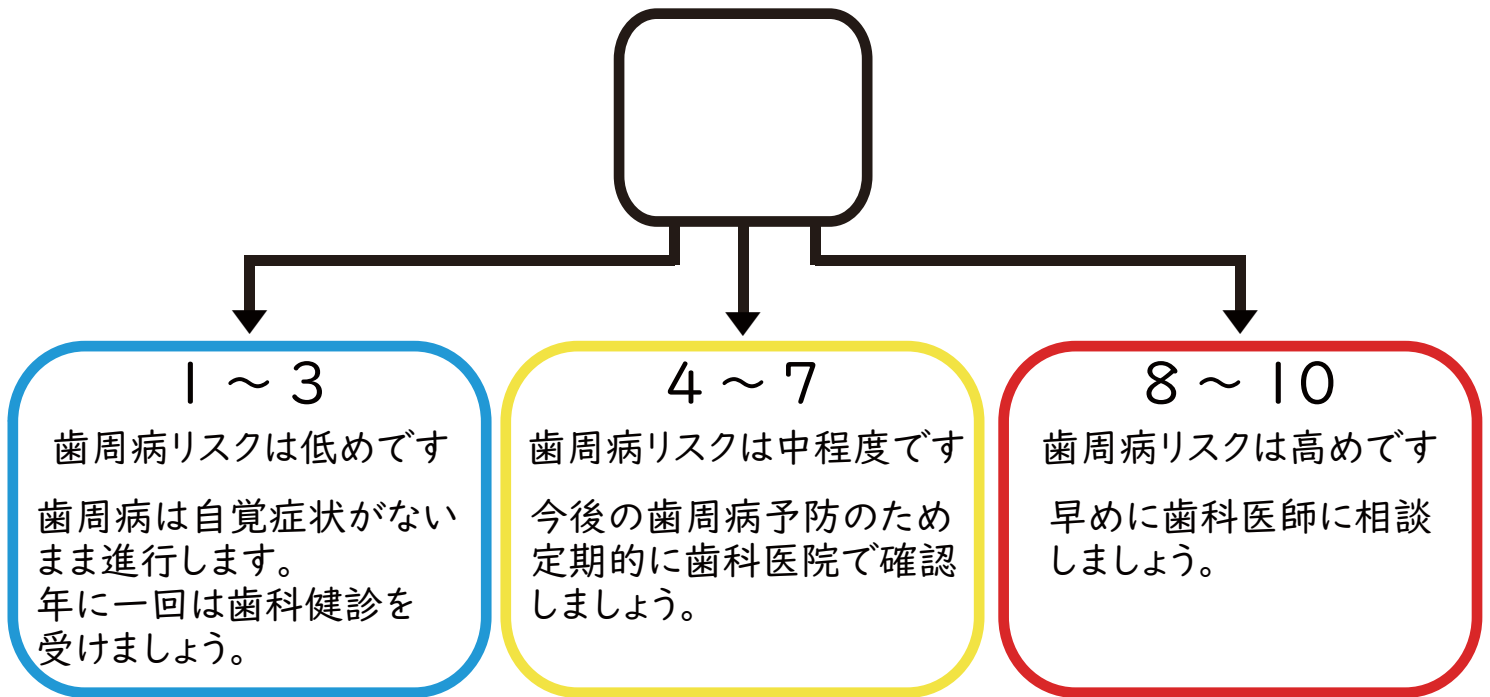 1～3
歯周病リスクは低めです
歯周病は自覚症状がない
まま進行します。
年に一回は歯科健診を
受けましょう。
4～7
歯周病リスクは中程度です
今後の歯周病予防のため
定期的に歯科医院で確認
しましょう。
8～10
歯周病リスクは高めです
早めに歯科医師に相談
しましょう。